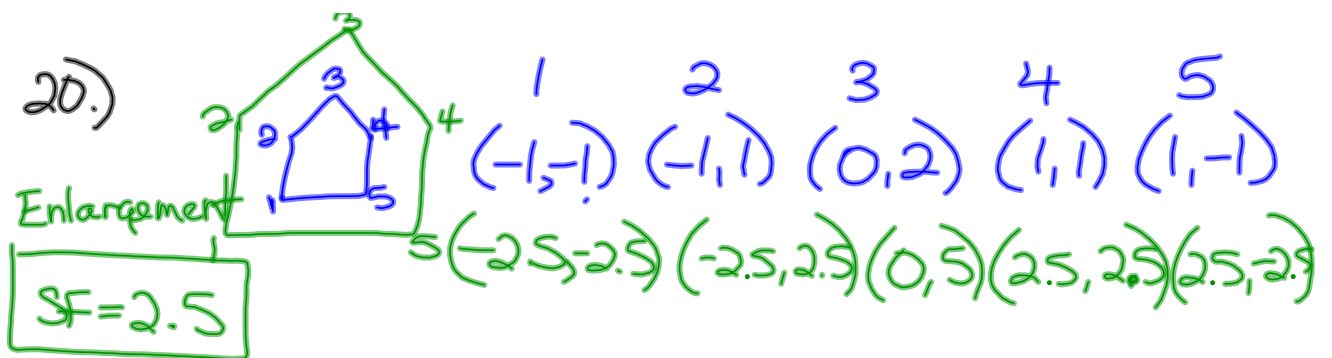 20.)
3
2
4
1
5
3
2
4
1
5
1 2 3 4 5
(-1,-1) (-1,1) (0,2) (1,1) (1,-1)
Enlargement
(-2.5,-2.5) (-2.5,2.5) (0,5) (2.5,2.5) (2.5,-2.5)
SF=2.5